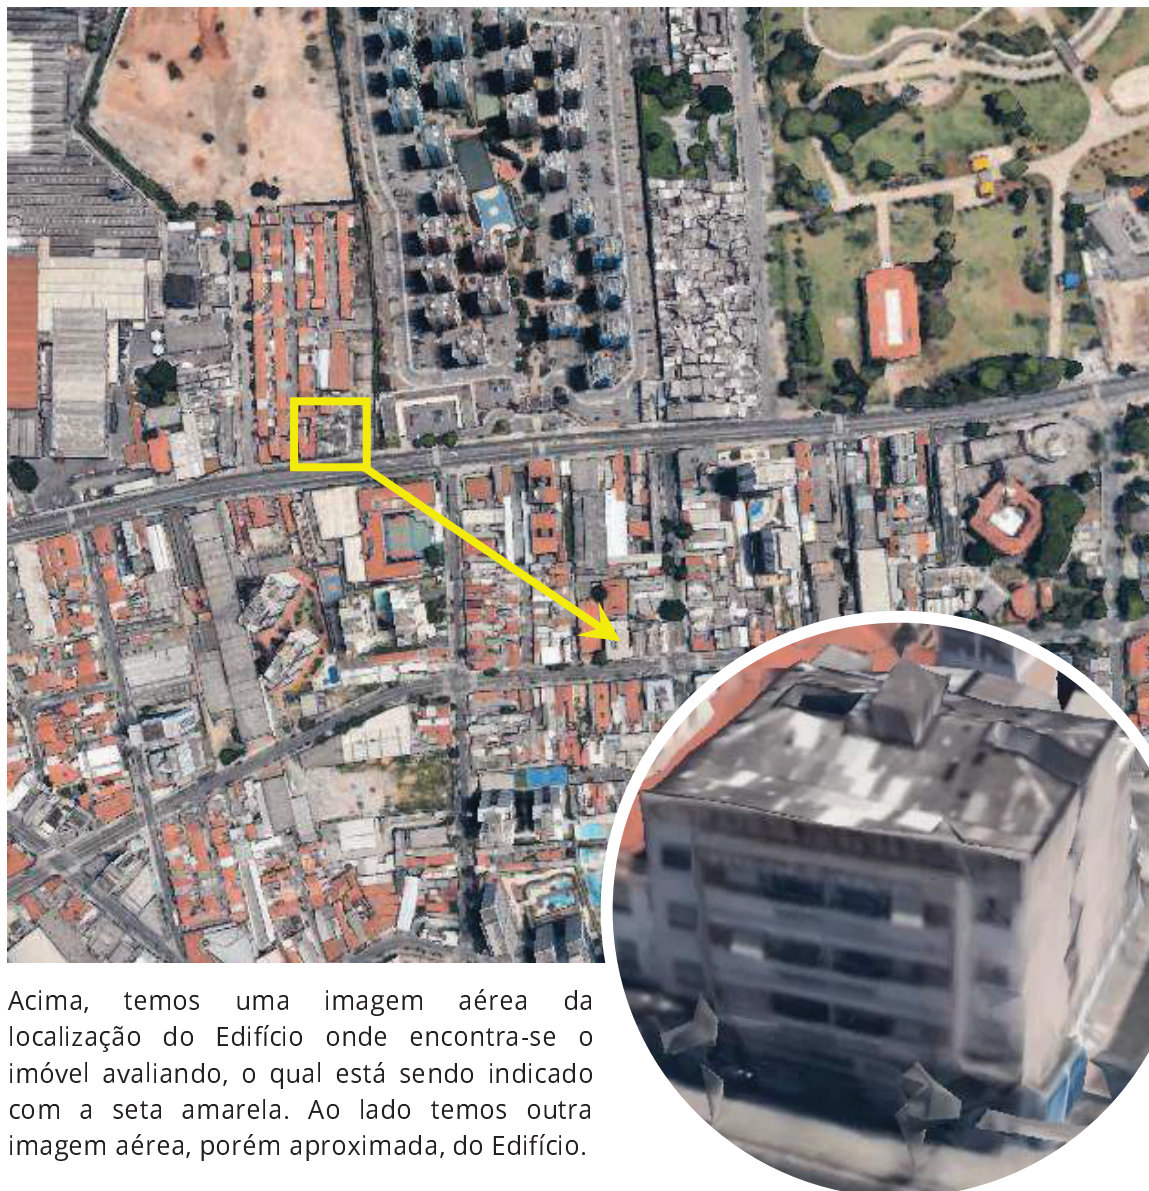 Acima, temos uma imagem aérea da
localização do Edifício onde encontra-se o
imóvel avaliando, o qual está sendo indicado
com a seta amarela. Ao lado temos outra
imagem aérea, porém aproximada, do Edifício.